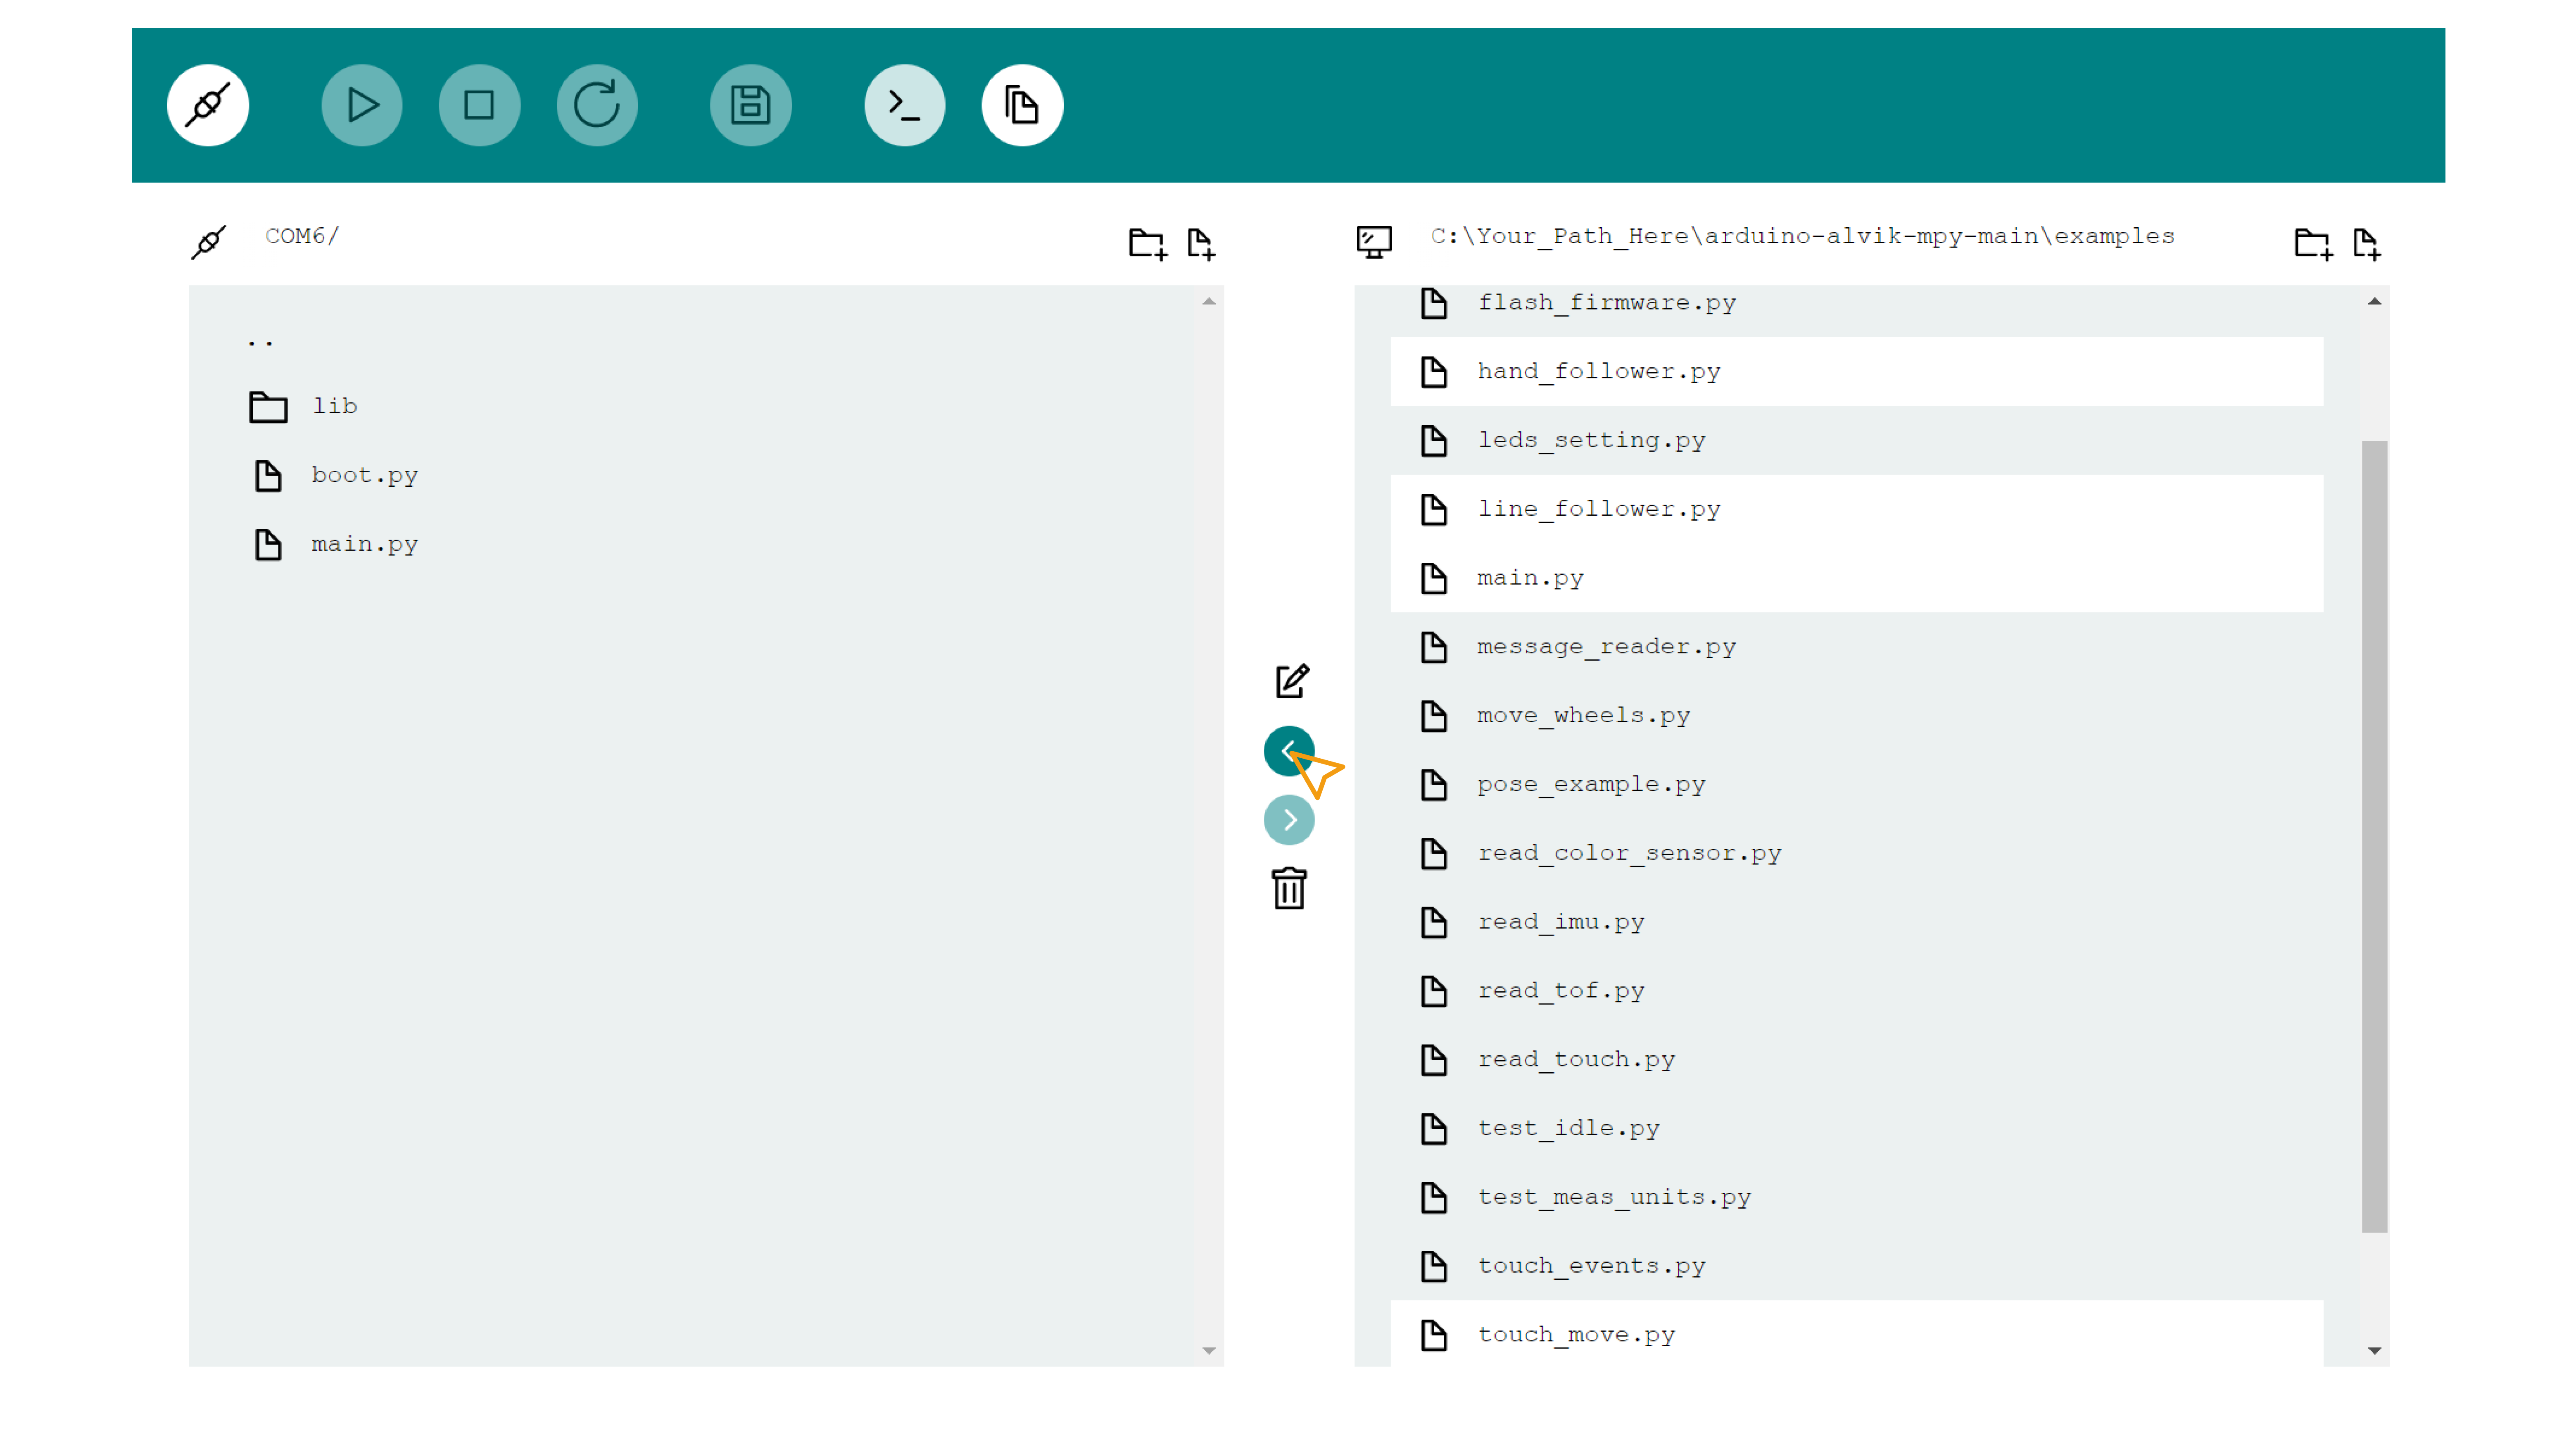 COM6/
..
lib
boot.py
main.py
C:\Your_Path_Here\arduino-alvik-mpy-main\examples
flash_firmware.py
hand_follower.py
leds_setting.py
line_follower.py
main.py
message_reader.py
move_wheels.py
pose_example.py
read_color_sensor.py
read_imu.py
read_tof.py
read_touch.py
test_idle.py
test_meas_units.py
touch_events.py
touch_move.py